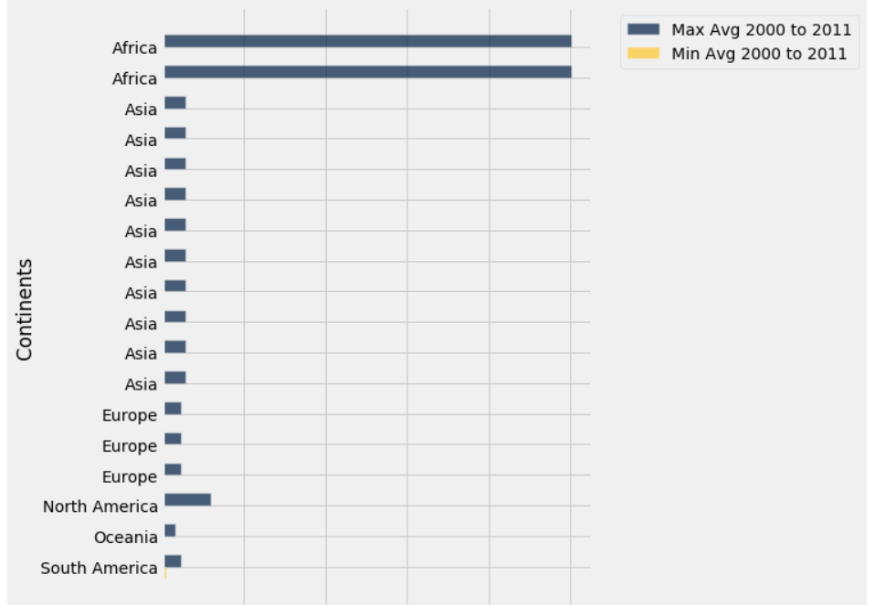 Max Avg 2000 to 2011
Min Avg 2000 to 2011
Continents
Africa
Africa
Asia
Asia
Asia
Asia
Asia
Asia
Asia
Asia
Asia
Asia
Europe
Europe
Europe
North America
Oceania
South America